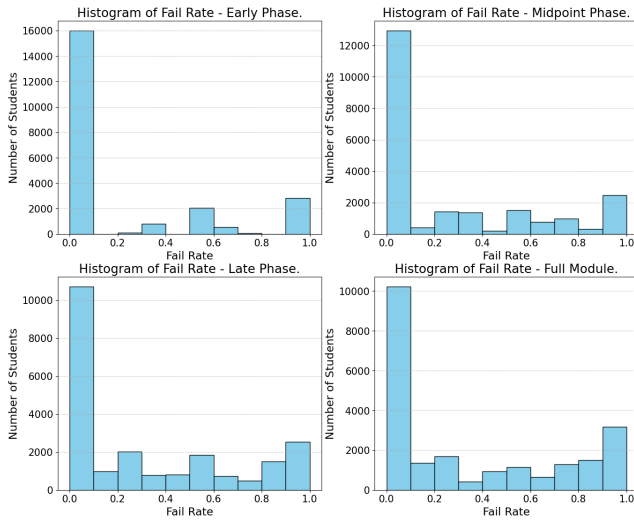 Histogram of Fail Rate - Early Phase.
Number of Students
16000
14000
12000
10000
8000
6000
4000
2000
0
0.0 0.2 0.4 0.6 0.8 1.0
Fail Rate
Histogram of Fail Rate - Midpoint Phase.
Number of Students
12000
10000
8000
6000
4000
2000
0
0.0 0.2 0.4 0.6 0.8 1.0
Fail Rate
Histogram of Fail Rate - Late Phase.
Number of Students
10000
8000
6000
4000
2000
0
0.0 0.2 0.4 0.6 0.8 1.0
Fail Rate
Histogram of Fail Rate - Full Module.
Number of Students
10000
8000
6000
4000
2000
0
0.0 0.2 0.4 0.6 0.8 1.0
Fail Rate